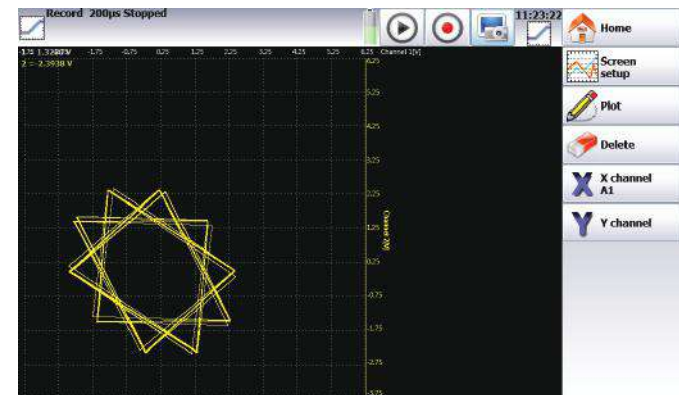 Record 200µs Stopped
11:23:22
Home
Screen
setup
Plot
Delete
X channel
A1
Y channel
-1.75 -0.75 0.25 1.25 2.25 3.25 4.25 5.25 6.25 Channel 1[V]
2 = -2.3938 V
6.25
5.25
4.25
3.25
2.25
1.25
0.25
-0.75
-1.75
-2.75
-3.75
Channel 2[V]